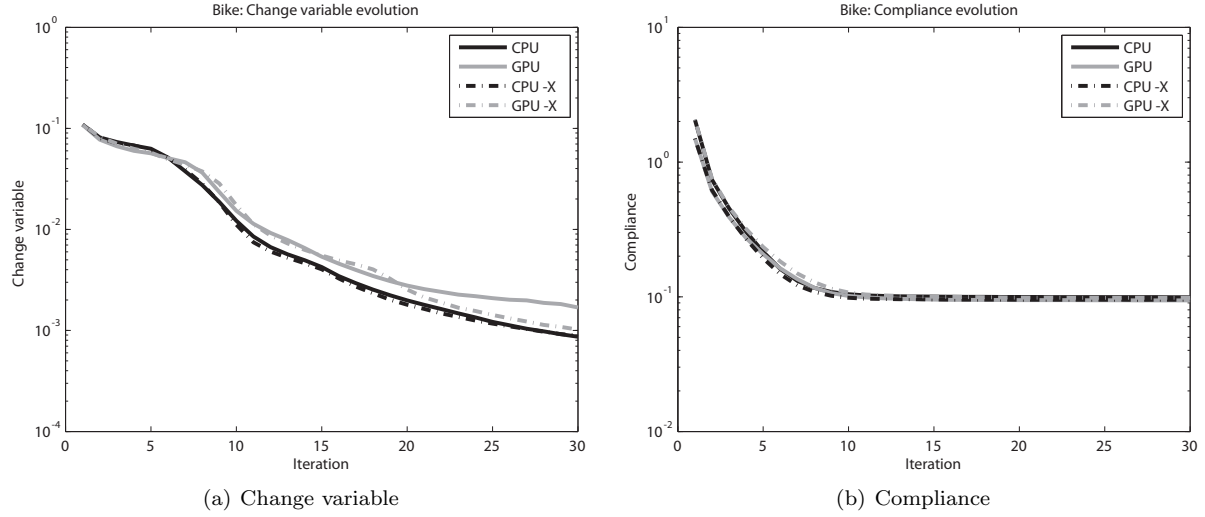 Bike: Change variable evolution
10^0
10^-1
10^-2
10^-3
10^-4
Change variable
0 5 10 15 20 25 30
Iteration
CPU
GPU
CPU -X
GPU -X
(a) Change variable
Bike: Compliance evolution
10^1
10^0
10^-1
10^-2
Compliance
0 5 10 15 20 25 30
Iteration
CPU
GPU
CPU -X
GPU -X
(b) Compliance